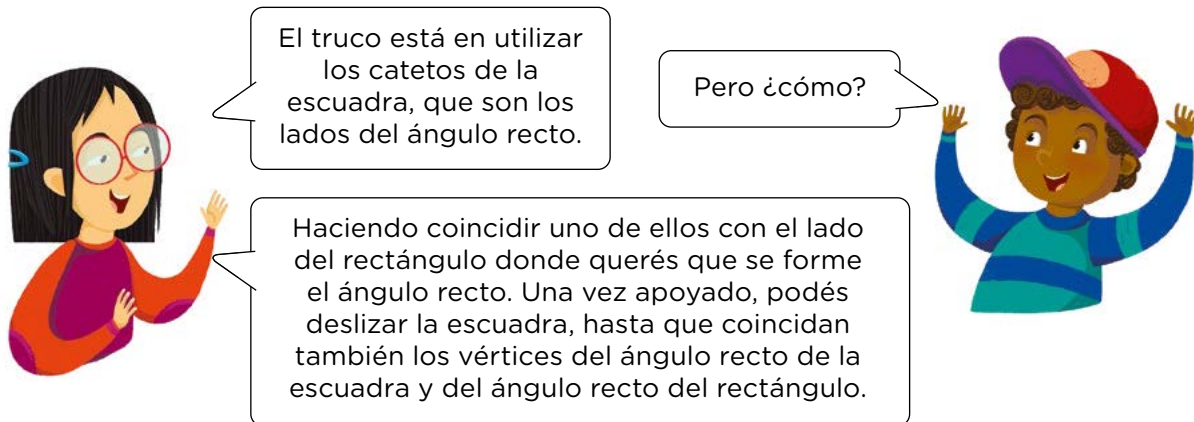 El truco está en utilizar
los catetos de la
escuadra, que son los
lados del ángulo recto.
Pero ¿cómo?
Haciendo coincidir uno de ellos con el lado
del rectángulo donde querés que se forme
el ángulo recto. Una vez apoyado, podés
deslizar la escuadra, hasta que coincidan
también los vértices del ángulo recto de la
escuadra y del ángulo recto del rectángulo.